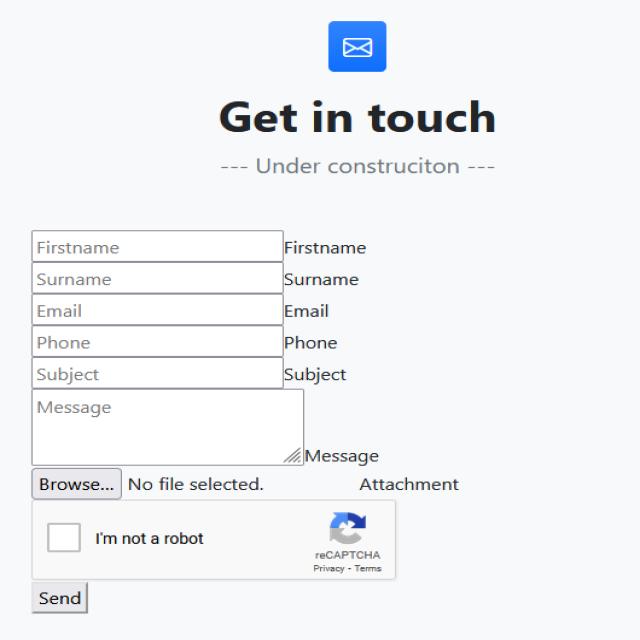 Get in touch
--- Under construciton ---
Firstname Firstname
Surname Surname
Email Email
Phone Phone
Subject Subject
Message Message
Browse... No file selected. Attachment
I'm not a robot
reCAPTCHA
Privacy - Terms
Send